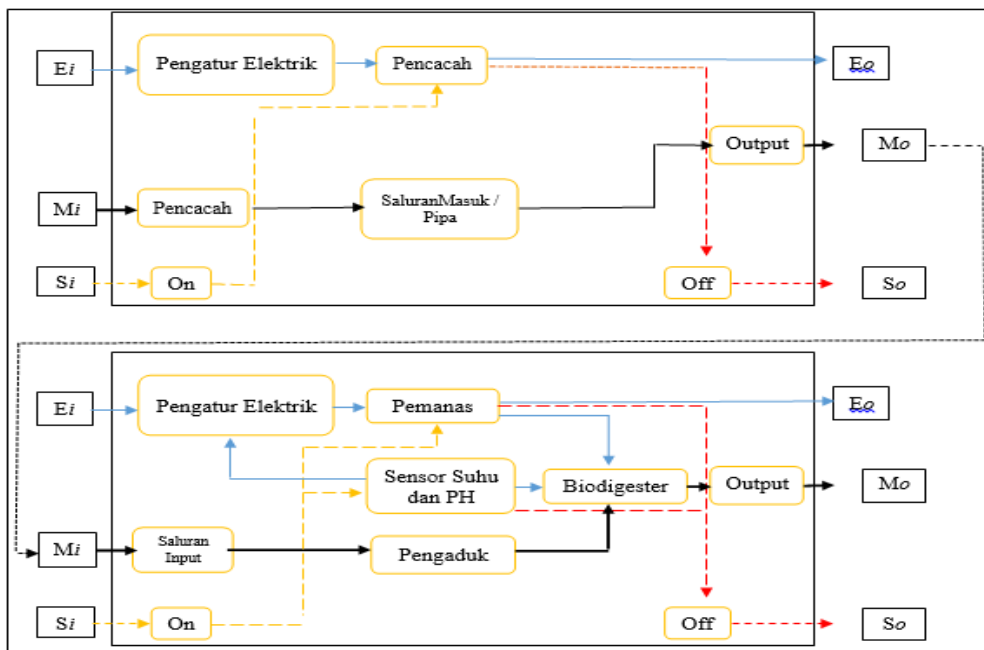 Ei
Pengatur Elektrik
Pencacah
Eo
Output
Mo
Mi
Pencacah
SaluranMasuk /
Pipa
Si
On
Off
So
Ei
Pengatur Elektrik
Pemanas
Eo
Sensor Suhu
dan PH
Biodigester
Output
Mo
Mi
Saluran
Input
Pengaduk
Si
On
Off
So